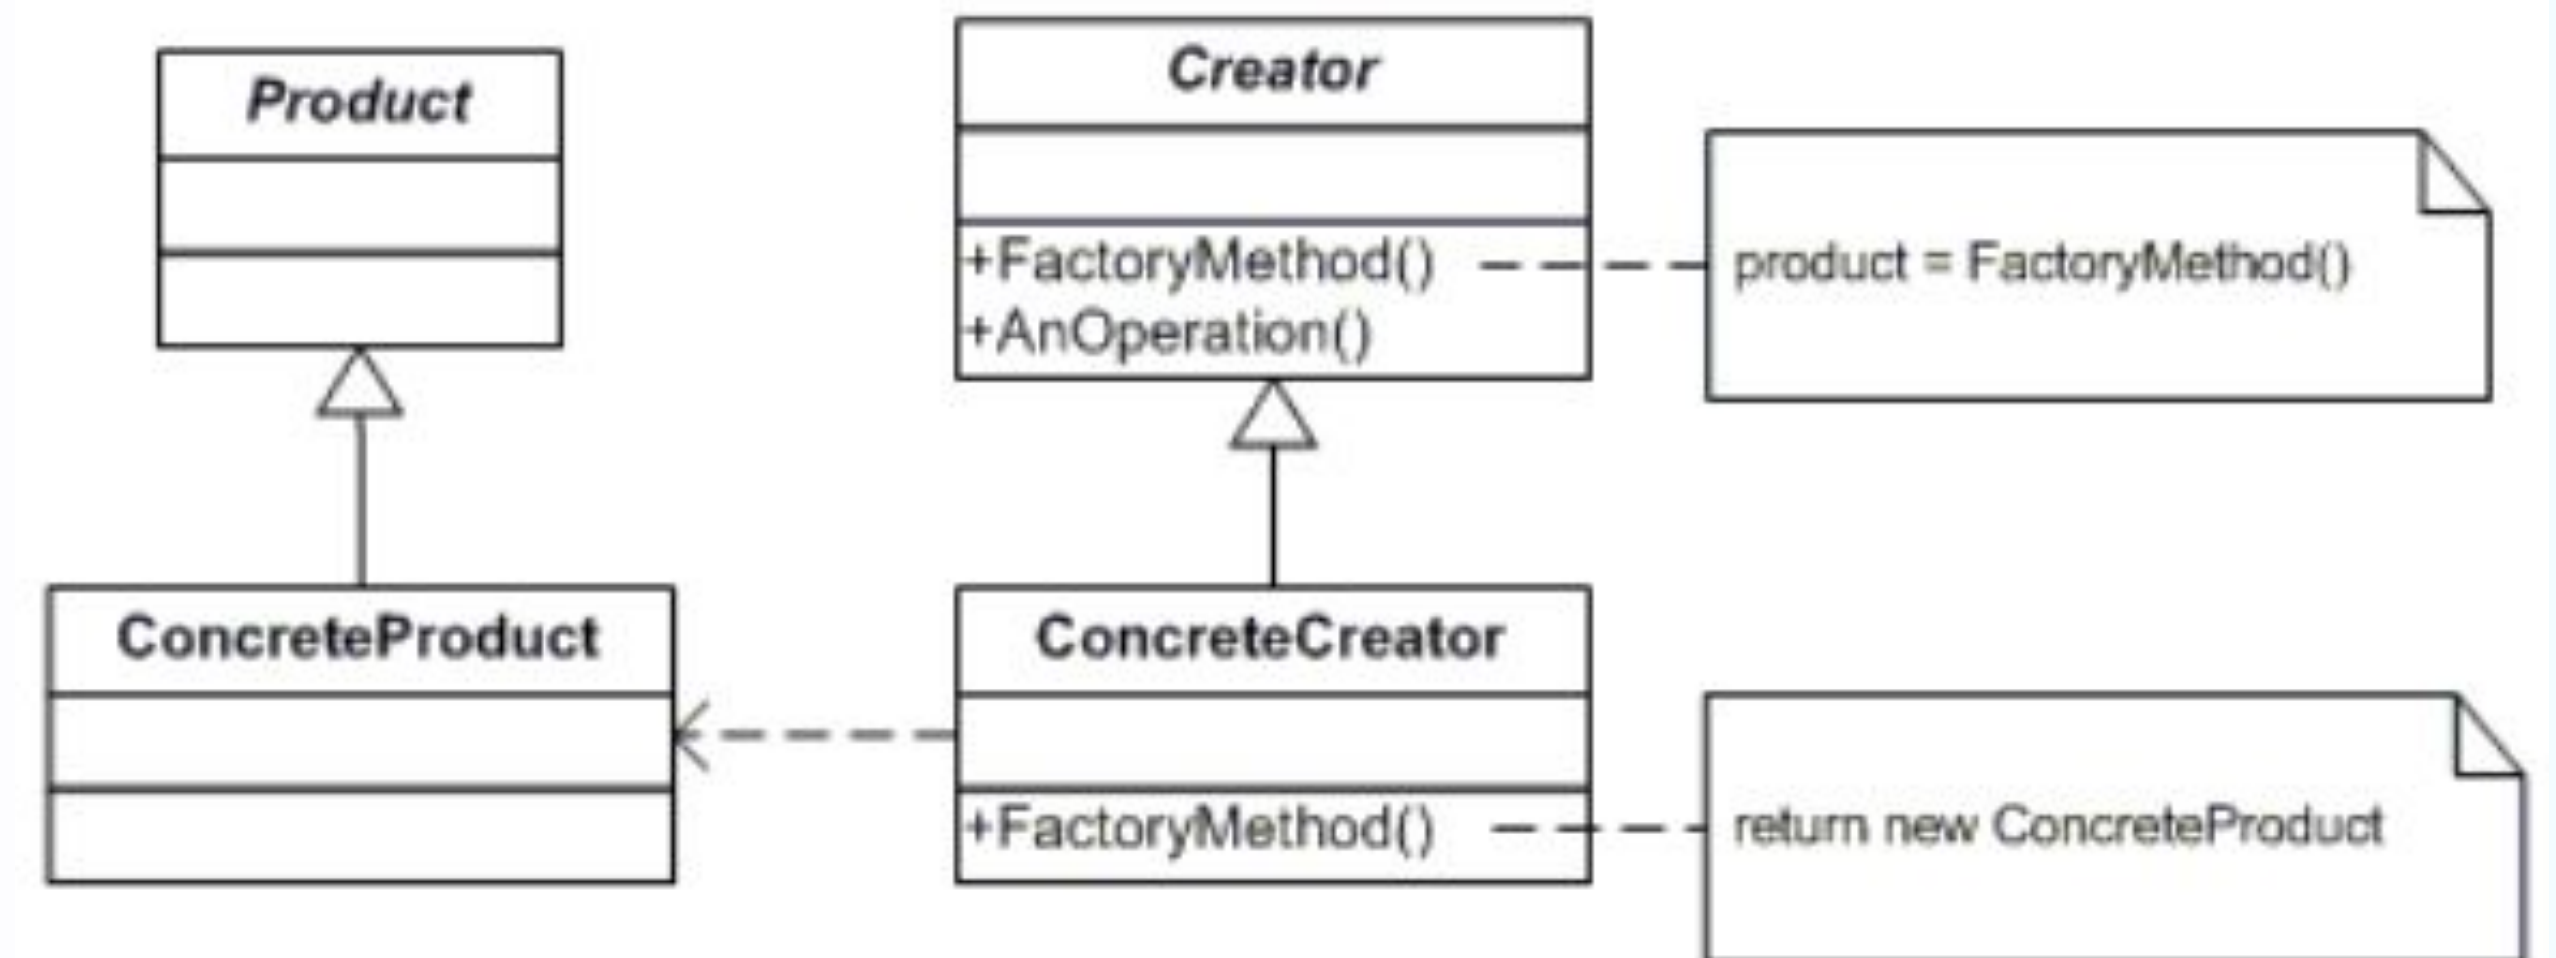 Product
Creator
+FactoryMethod()
+AnOperation()
product = FactoryMethod()
ConcreteProduct
ConcreteCreator
+FactoryMethod()
return new ConcreteProduct